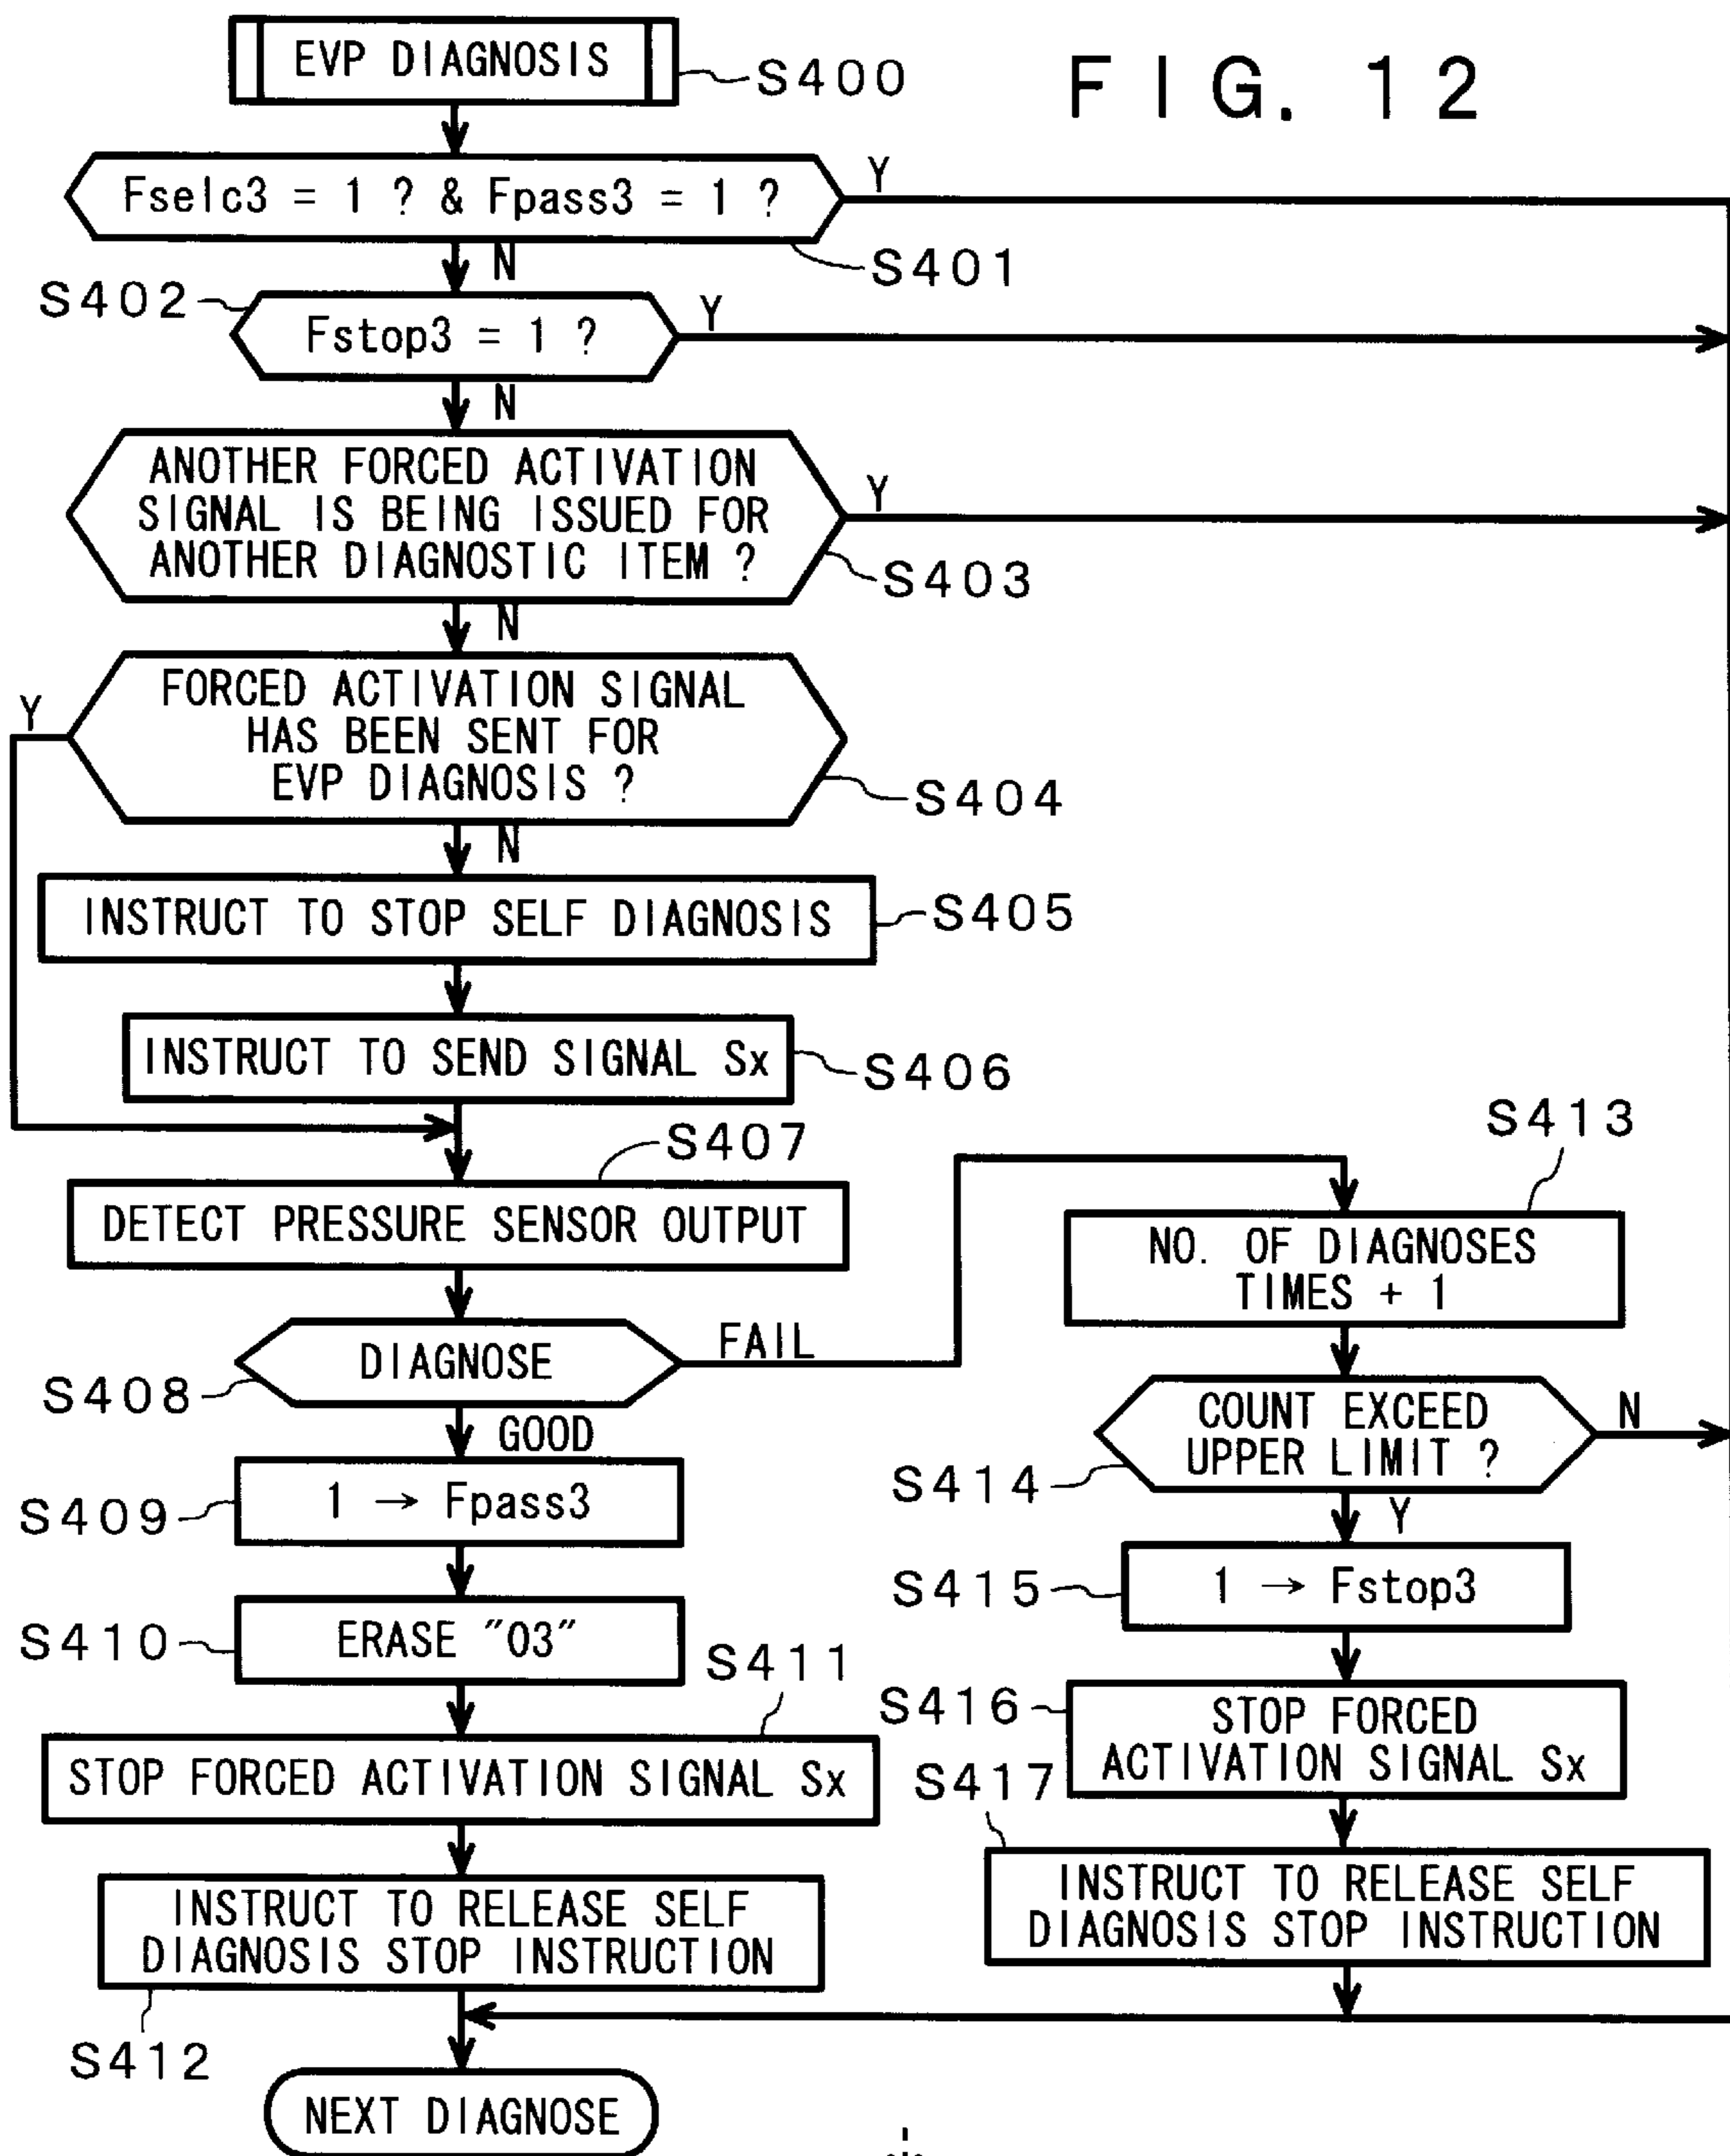 FIG. 12
EVP DIAGNOSIS
S400
Fselc3 = 1 ? & Fpass3 = 1 ?
Y
N
S401
S402
Fstop3 = 1 ?
Y
N
ANOTHER FORCED ACTIVATION
SIGNAL IS BEING ISSUED FOR
ANOTHER DIAGNOSTIC ITEM ?
Y
S403
N
FORCED ACTIVATION SIGNAL
HAS BEEN SENT FOR
EVP DIAGNOSIS ?
Y
S404
N
INSTRUCT TO STOP SELF DIAGNOSIS
S405
INSTRUCT TO SEND SIGNAL Sx
S406
S407
DETECT PRESSURE SENSOR OUTPUT
DIAGNOSE
FAIL
S408
GOOD
1 → Fpass3
S409
ERASE "03"
S410
S411
STOP FORCED ACTIVATION SIGNAL Sx
INSTRUCT TO RELEASE SELF
DIAGNOSIS STOP INSTRUCTION
S412
S413
NO. OF DIAGNOSES
TIMES + 1
COUNT EXCEED
UPPER LIMIT ?
N
S414
Y
1 → Fstop3
S415
S416
STOP FORCED
ACTIVATION SIGNAL Sx
S417
INSTRUCT TO RELEASE SELF
DIAGNOSIS STOP INSTRUCTION
NEXT DIAGNOSE